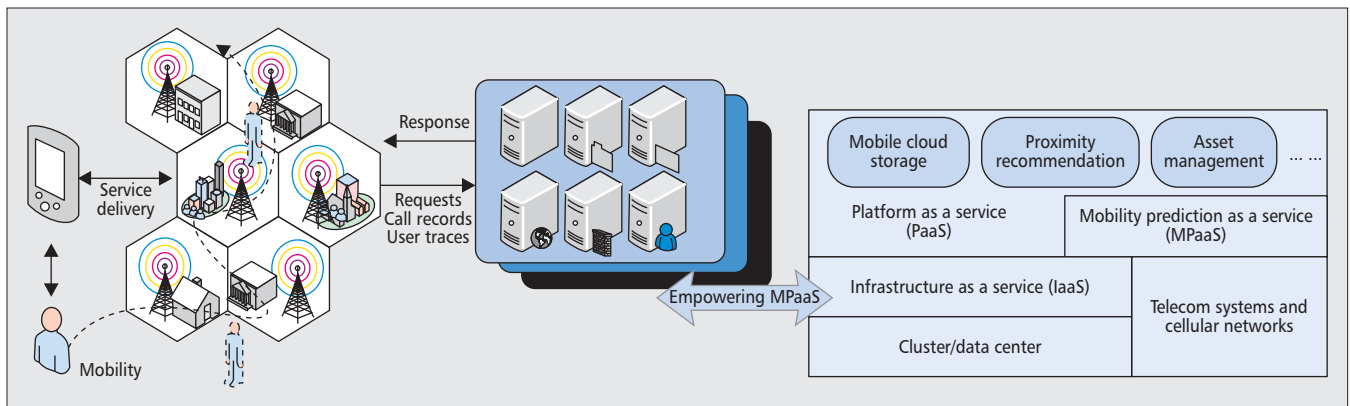 Service
delivery
Mobility
Response
Requests
Call records
User traces
Empowering MPaaS
Mobile cloud
storage
Proximity
recommendation
Asset
management
... ...
Platform as a service
(PaaS)
Mobility prediction as a service
(MPaaS)
Infrastructure as a service (IaaS)
Telecom systems and
cellular networks
Cluster/data center